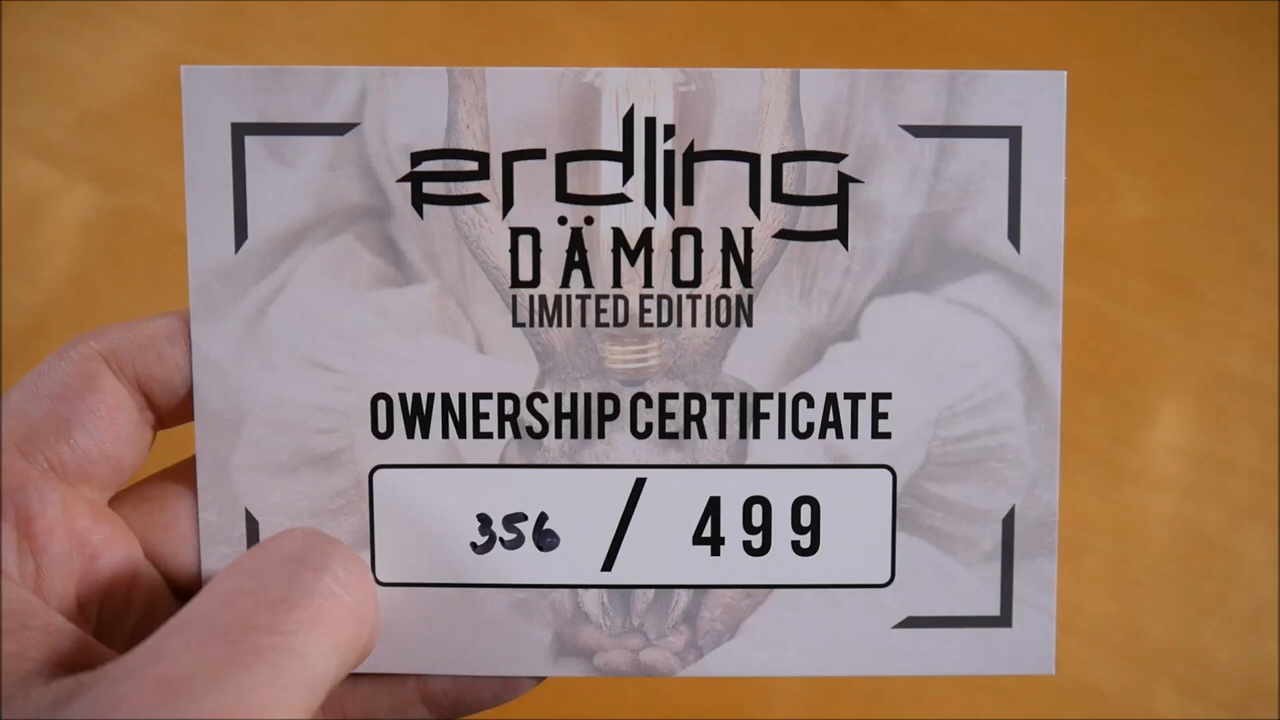 erdling
DÄMON
LIMITED EDITION
OWNERSHIP CERTIFICATE
356 / 499